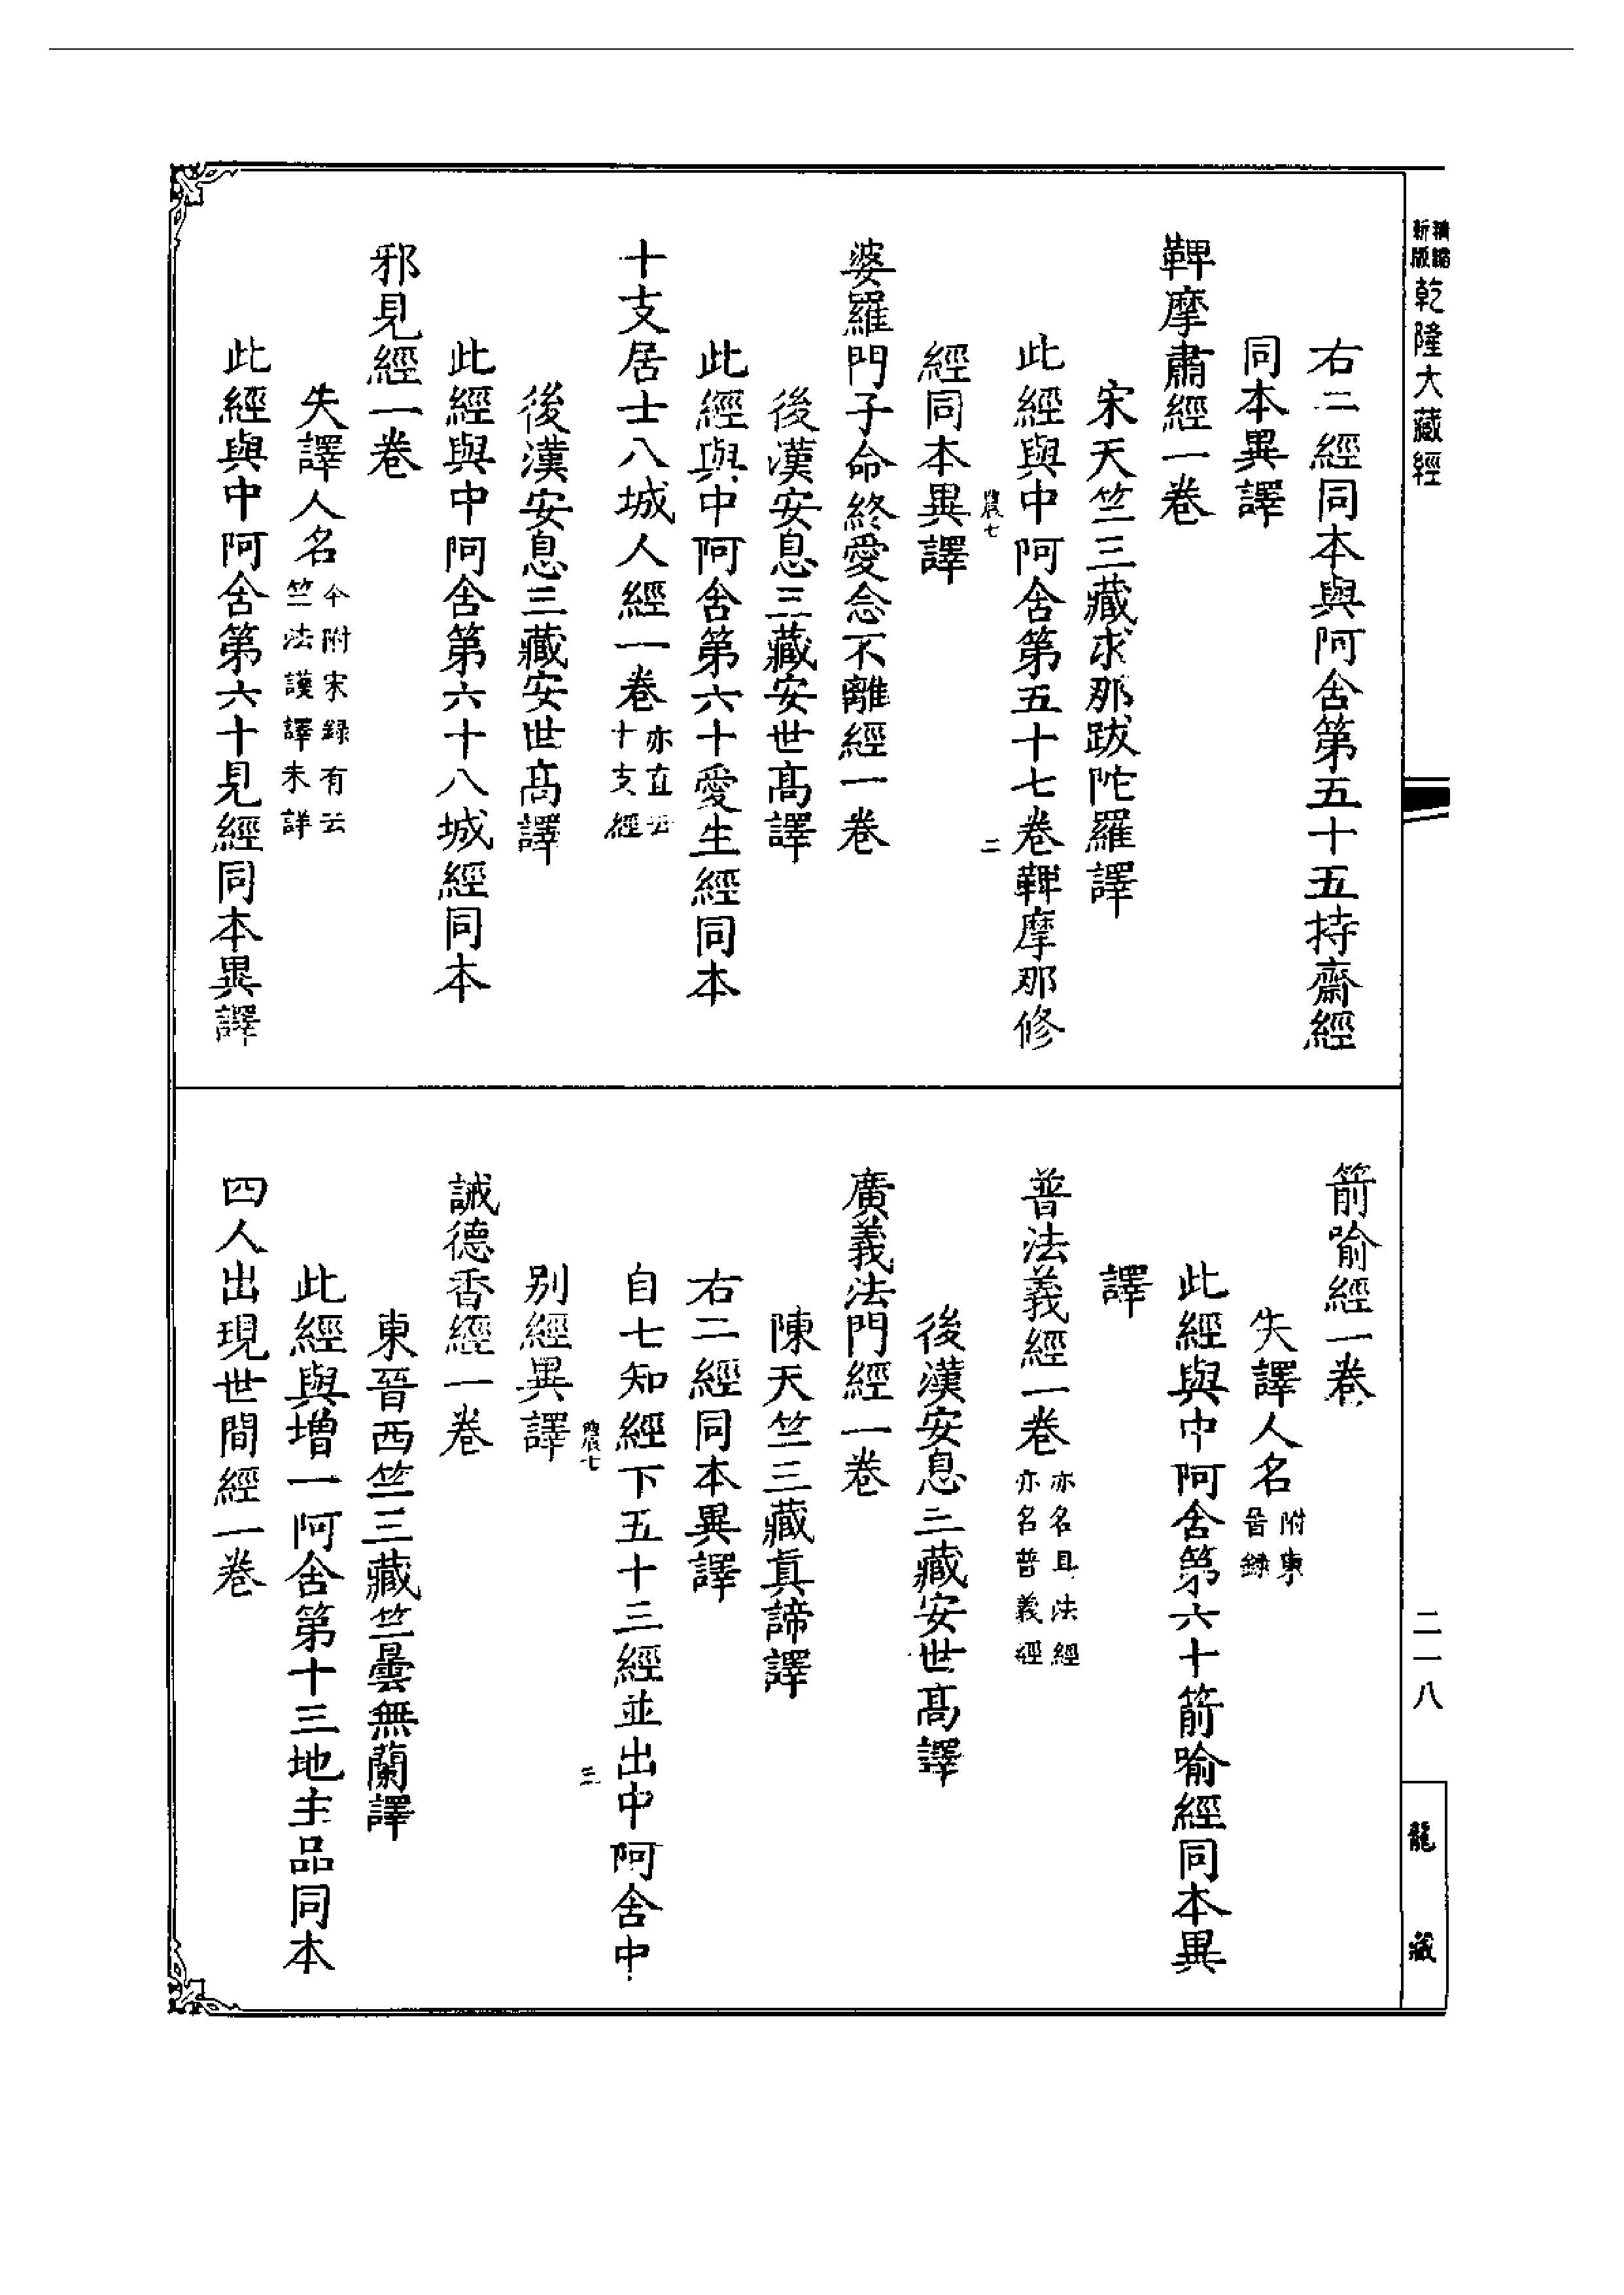 新版
精縮
乾隆大藏經
右二經同本與阿含第五十五持齋經
同本異譯
鞞摩肅經一卷
宋天竺三藏求那跋陀羅譯
此經與中阿含第五十七卷鞞摩那修
二
經同本異譯
婆羅門子命終愛念不離經一卷
後漢安息三藏安世高譯
此經與中阿含第六十愛生經同本
十支居士八城人經一卷
亦直云
十支經
後漢安息三藏安世高譯
此經與中阿含第六十八城經同本
邪見經一卷
失譯人名
今附宋録有云
竺法護譯未詳
此經與中阿含第六十見經同本異譯
箭喻經一卷
失譯人名
附東
晉録
此經與中阿含第六十箭喻經同本異
譯
普法義經一卷
亦名具法經
亦名普義經
後漢安息三藏安世高譯
廣義法門經一卷
陳天竺三藏真諦譯
右二經同本異譯
自七知經下五十三經並出中阿含中
三
別經異譯
誡德香經一卷
東晉西竺三藏竺曇無蘭譯
此經與增一阿含第十三地主品同本
四人出現世間經一卷
二一八
龍藏